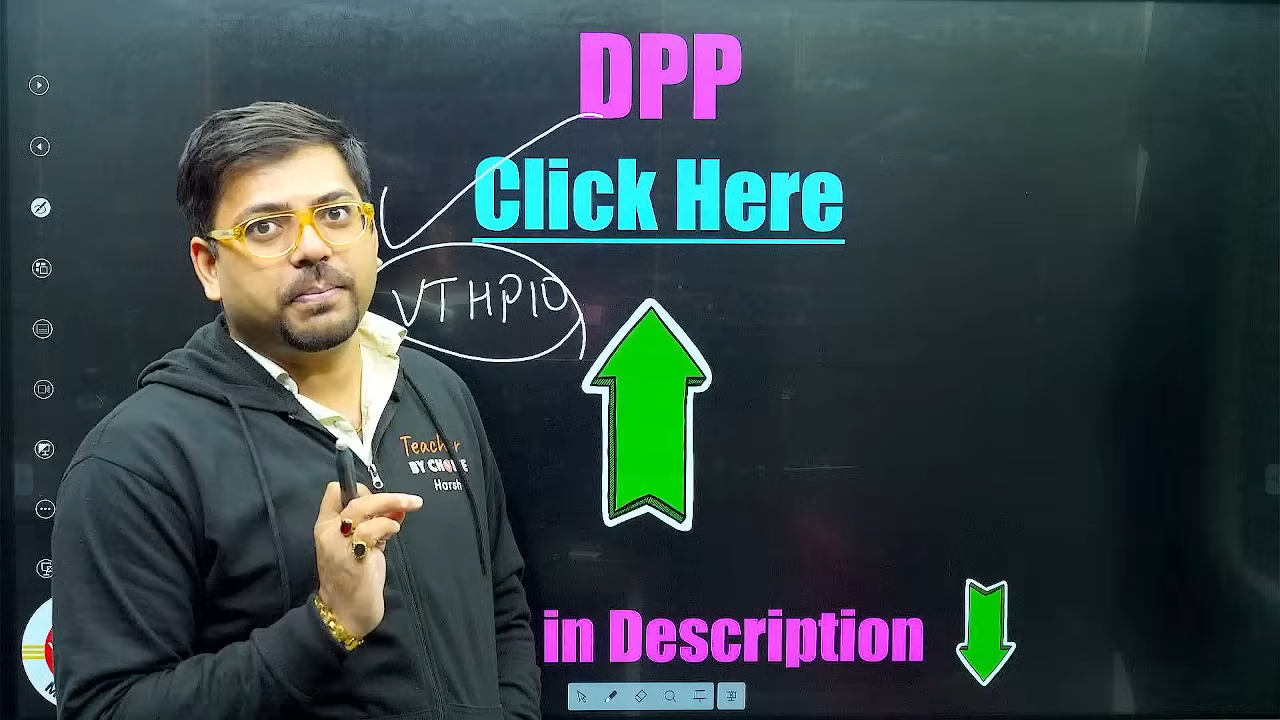 DPP
Click Here
VTHP10
Teacher
BY CHOICE
Harsh
in Description